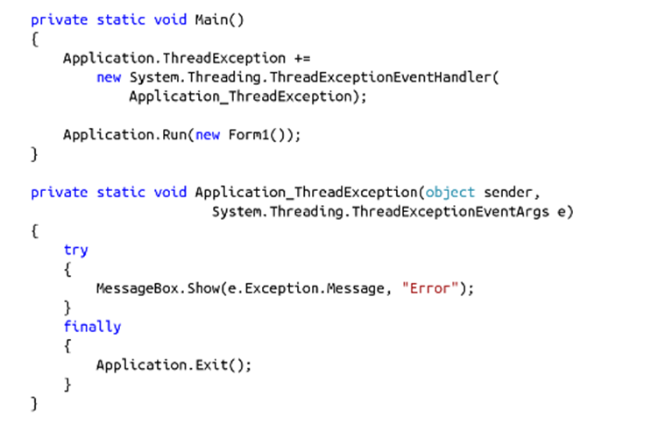 private static void Main()
{
    Application.ThreadException +=
        new System.Threading.ThreadExceptionEventHandler(
            Application_ThreadException);

    Application.Run(new Form1());
}

private static void Application_ThreadException(object sender,
                      System.Threading.ThreadExceptionEventArgs e)
{
    try
    {
        MessageBox.Show(e.Exception.Message, "Error");
    }
    finally
    {
        Application.Exit();
    }
}